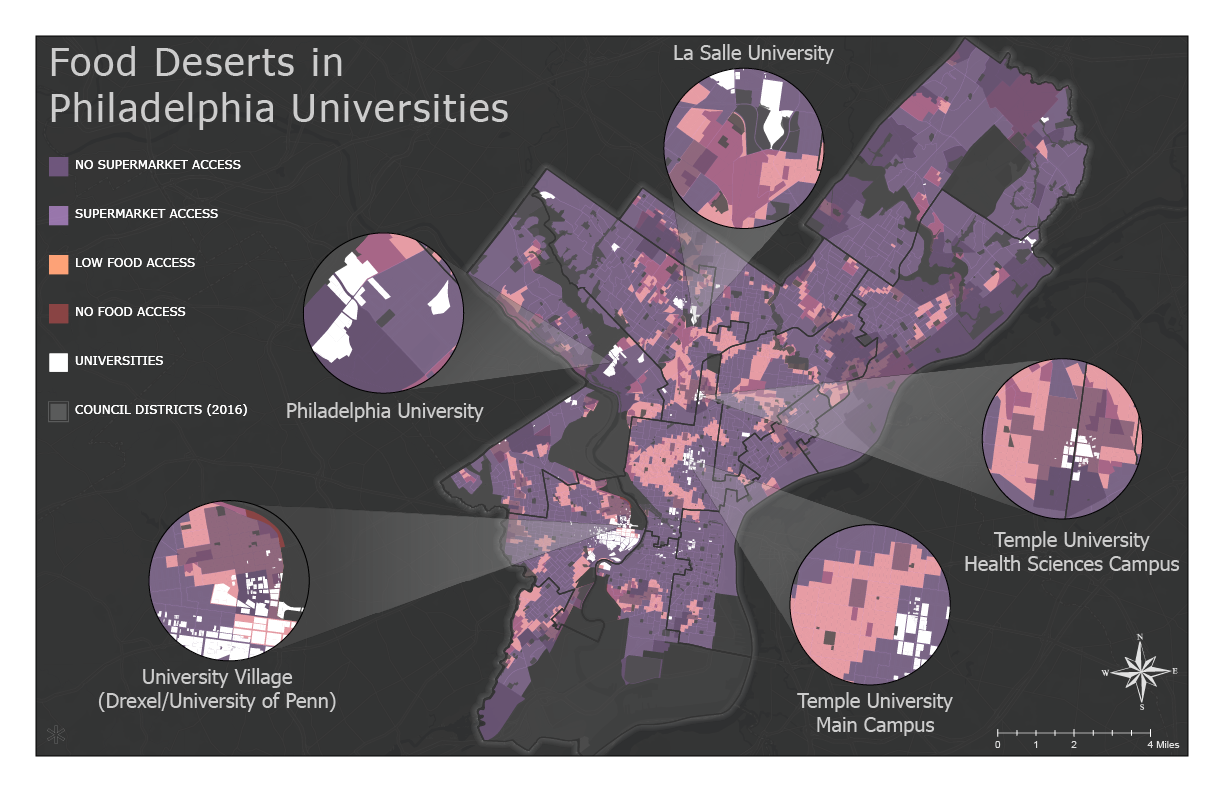 Food Deserts in
Philadelphia Universities
NO SUPERMARKET ACCESS
SUPERMARKET ACCESS
LOW FOOD ACCESS
NO FOOD ACCESS
UNIVERSITIES
COUNCIL DISTRICTS (2016)
La Salle University
Philadelphia University
Temple University
Health Sciences Campus
University Village
(Drexel/University of Penn)
Temple University
Main Campus
N
W
E
S
0 1 2 4 Miles